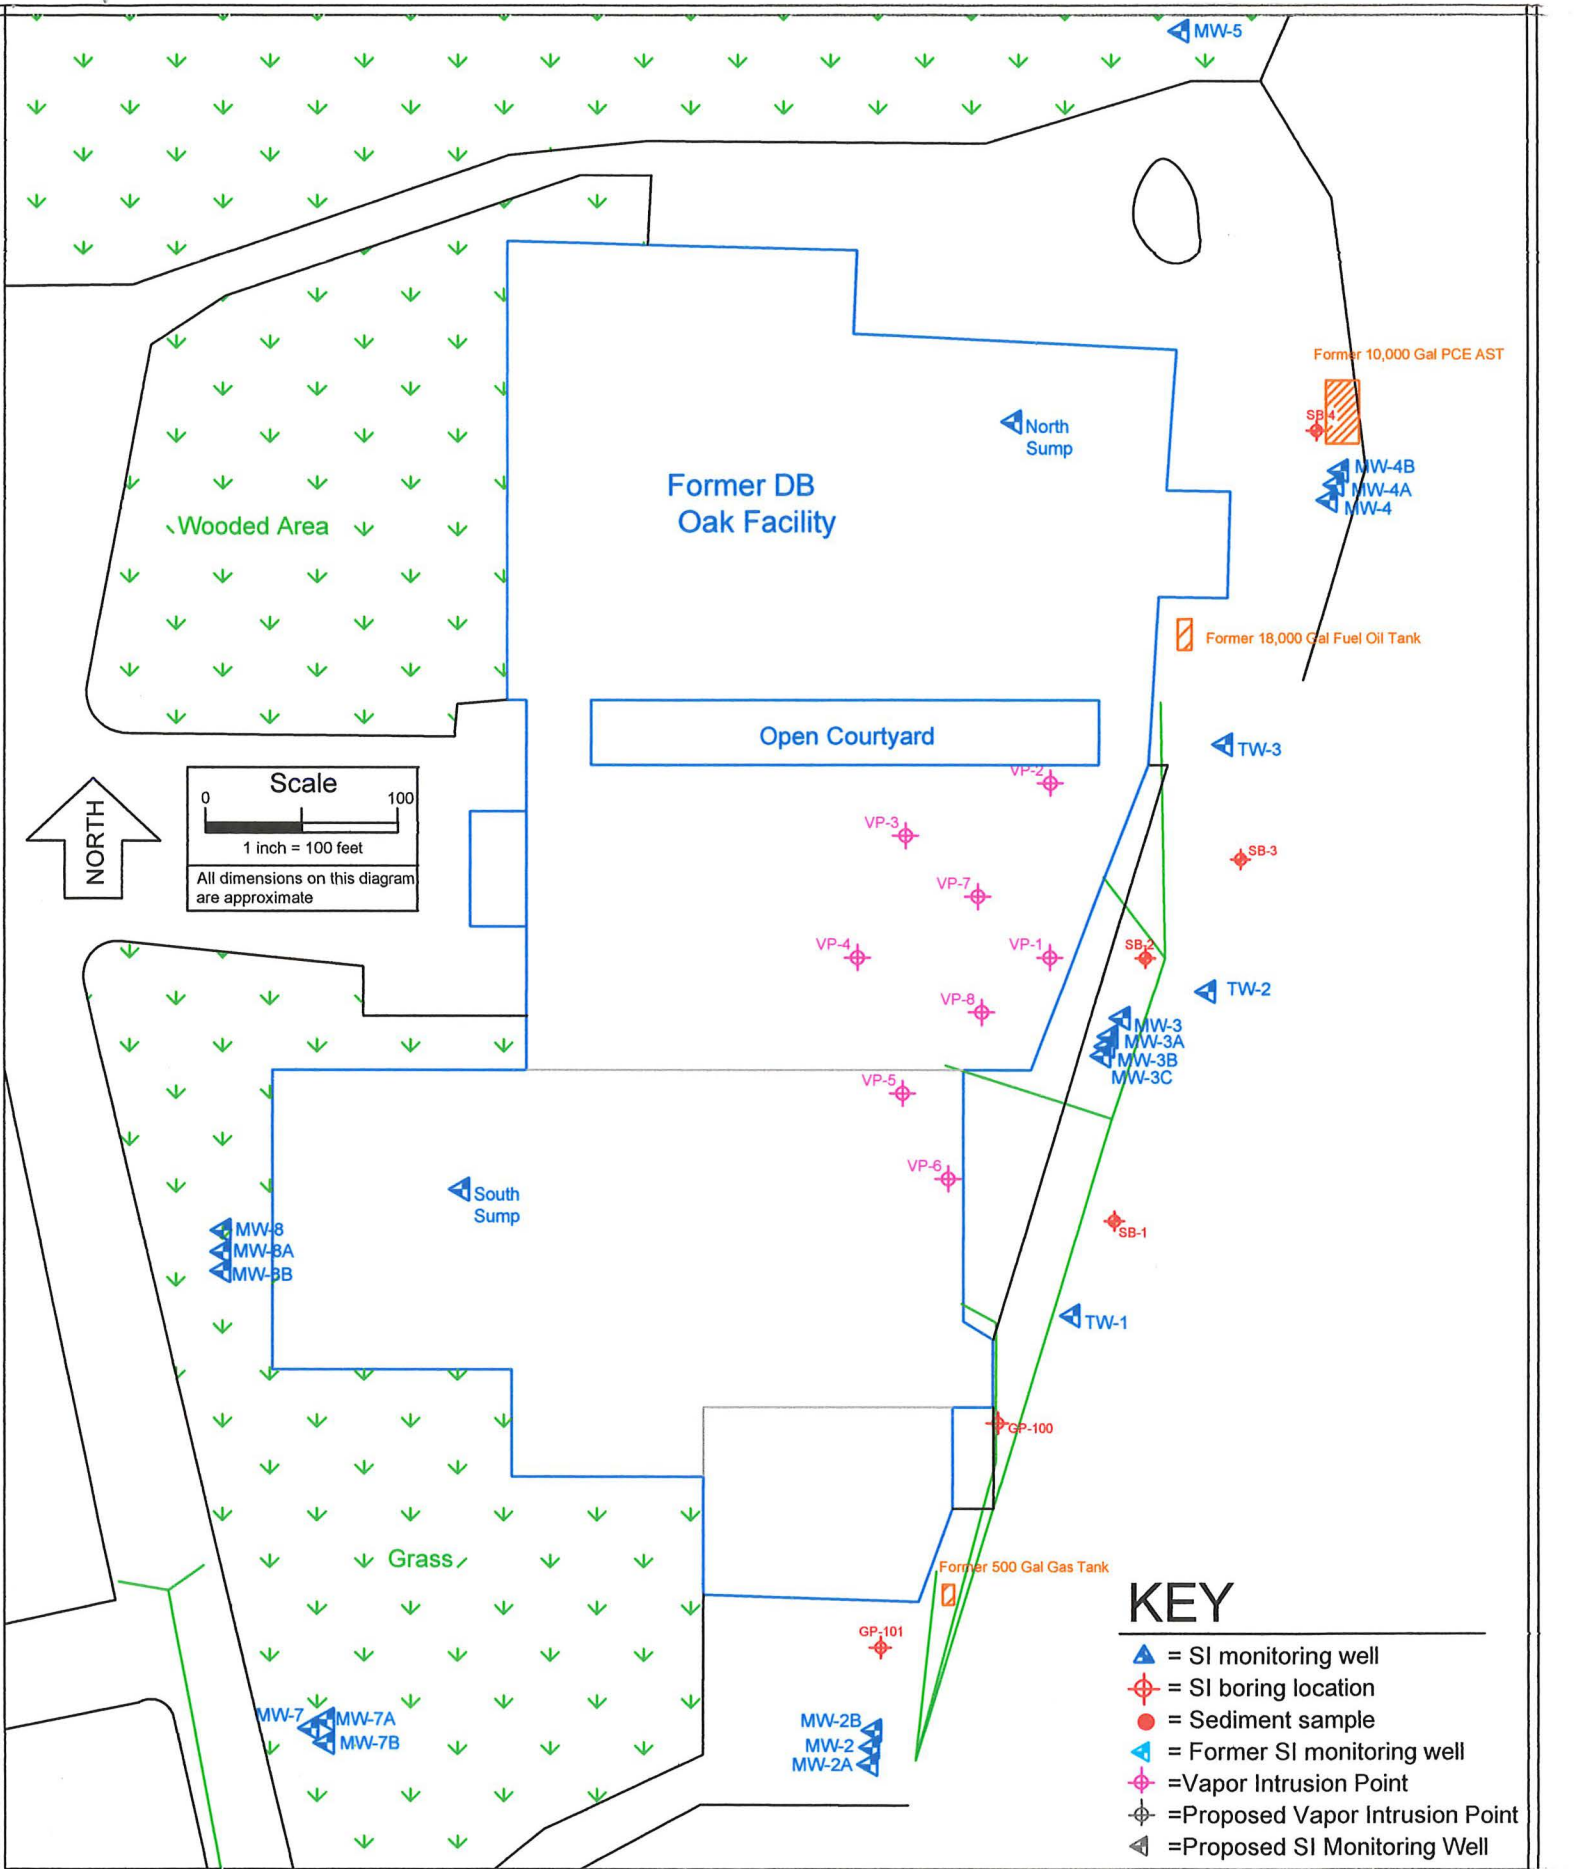 MW-5
Former 10,000 Gal PCE AST
SB-4
North
Sump
MW-4B
MW-4A
MW-4
Former DB
Oak Facility
Wooded Area
Former 18,000 Gal Fuel Oil Tank
Open Courtyard
TW-3
VP-2
Scale
0 100
1 inch = 100 feet
All dimensions on this diagram
are approximate
NORTH
VP-3
SB-3
VP-7
VP-4
VP-1
SB-2
TW-2
VP-8
MW-3
MW-3A
MW-3B
MW-3C
VP-5
VP-6
South
Sump
SB-1
MW-8
MW-8A
MW-8B
TW-1
GP-100
Grass
Former 500 Gal Gas Tank
GP-101
MW-7
MW-7A
MW-7B
MW-2B
MW-2
MW-2A
KEY
= SI monitoring well
= SI boring location
= Sediment sample
= Former SI monitoring well
=Vapor Intrusion Point
=Proposed Vapor Intrusion Point
=Proposed SI Monitoring Well